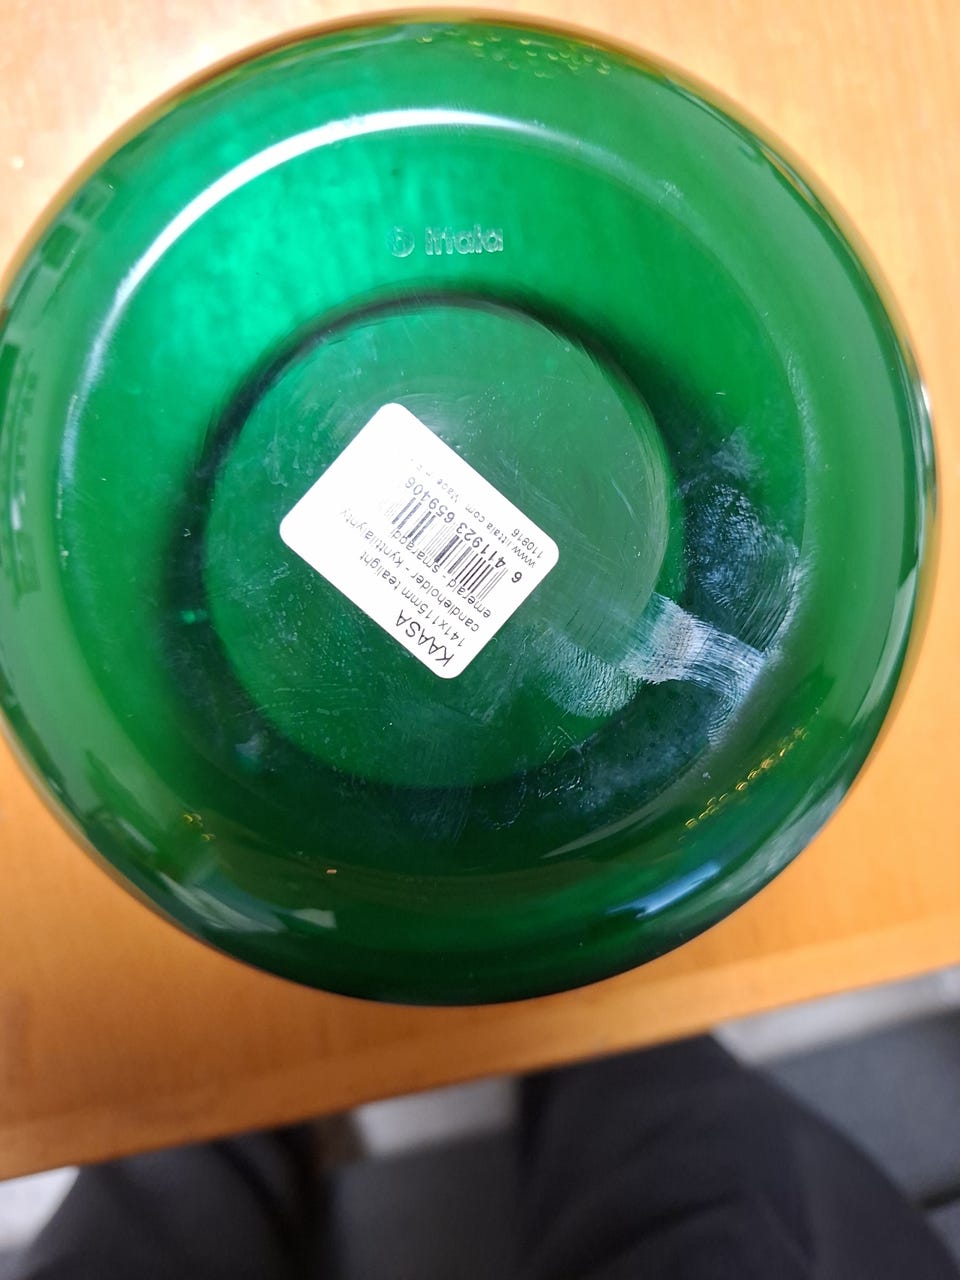 iittala
KAASA
141x115mm tealight
candleholder - kynttilälyhty
emerald - smaragdi
6 411923 659406
www.iittala.com
110816